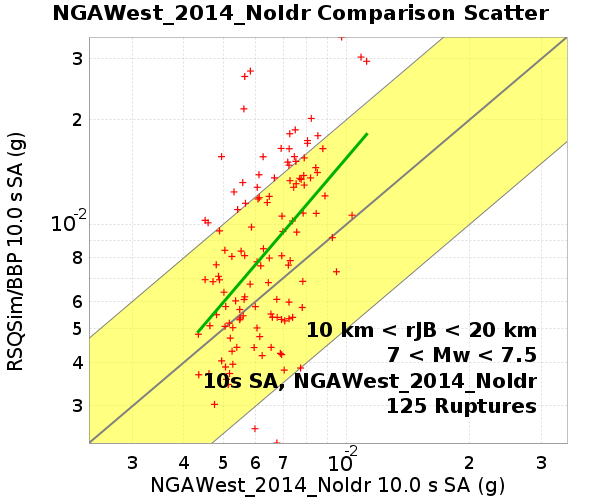 NGAWest_2014_NoIdr Comparison Scatter
RSQSim/BBP 10.0 s SA (g)
3
2
10-2
8
6
5
4
3
10 km < rJB < 20 km
7 < Mw < 7.5
10s SA, NGAWest_2014_NoIdr
125 Ruptures
3 4 5 6 7 10-2 2 3
NGAWest_2014_NoIdr 10.0 s SA (g)